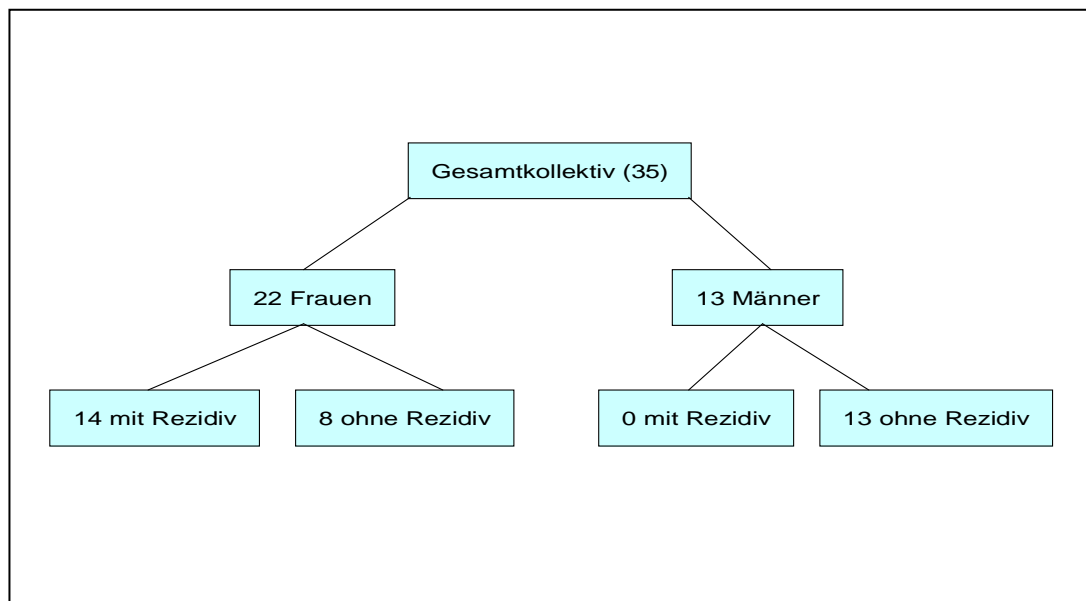 Gesamtkollektiv (35)
22 Frauen
13 Männer
14 mit Rezidiv
8 ohne Rezidiv
0 mit Rezidiv
13 ohne Rezidiv